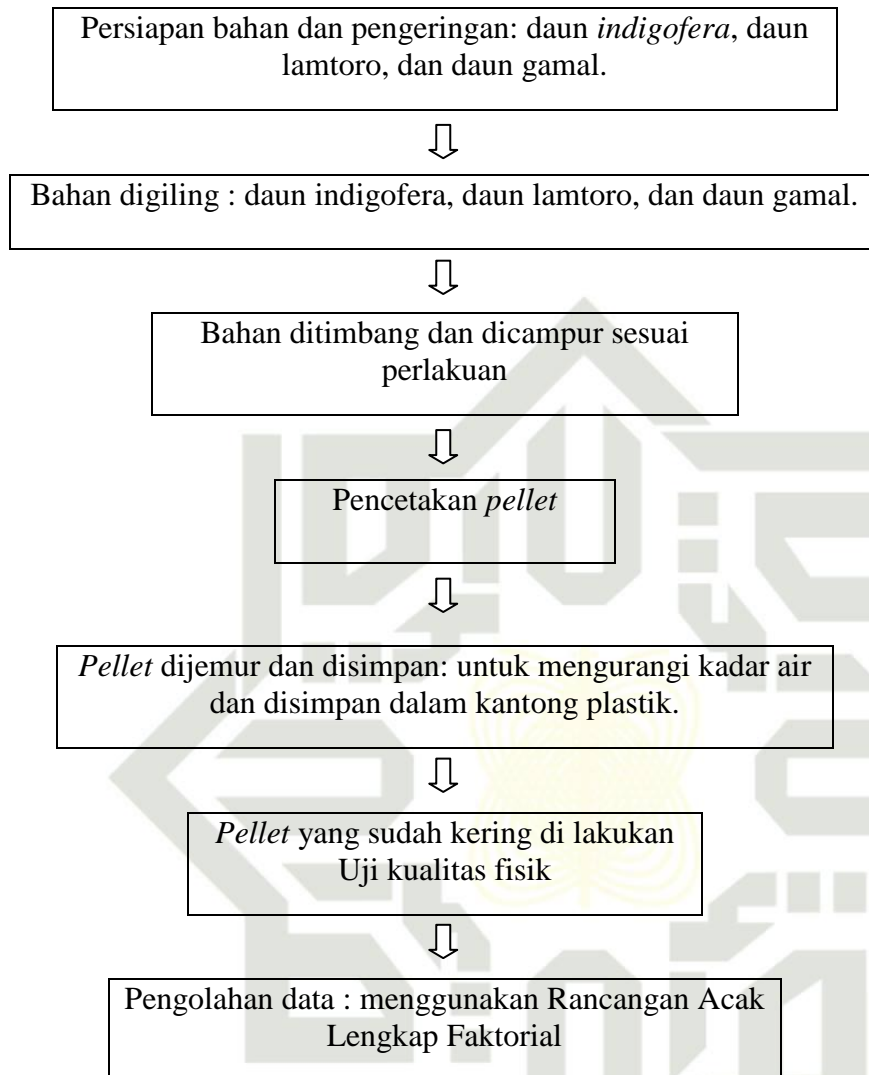 Persiapan bahan dan pengeringan: daun indigofera, daun
lamtoro, dan daun gamal.
Bahan digiling : daun indigofera, daun lamtoro, dan daun gamal.
Bahan ditimbang dan dicampur sesuai
perlakuan
Pencetakan pellet
Pellet dijemur dan disimpan: untuk mengurangi kadar air
dan disimpan dalam kantong plastik.
Pellet yang sudah kering di lakukan
Uji kualitas fisik
Pengolahan data : menggunakan Rancangan Acak
Lengkap Faktorial